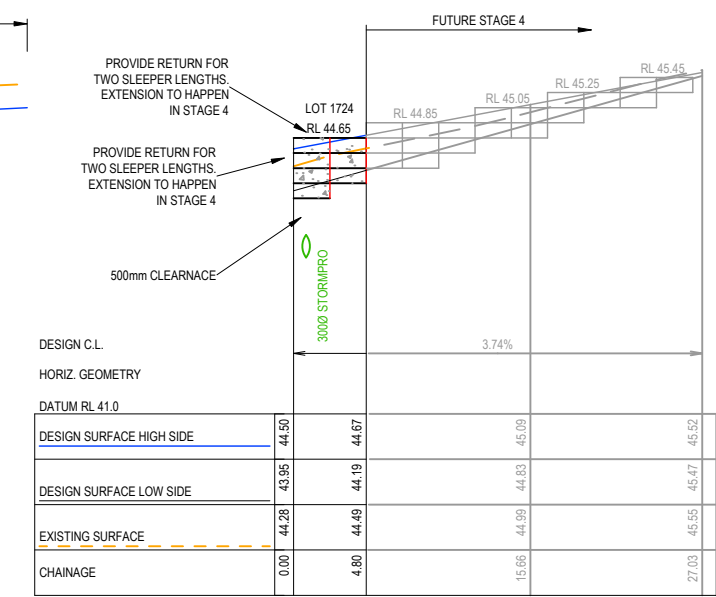 FUTURE STAGE 4
PROVIDE RETURN FOR
TWO SLEEPER LENGTHS.
EXTENSION TO HAPPEN
IN STAGE 4
LOT 1724
RL 44.65
RL 44.85
RL 45.05
RL 45.25
RL 45.45
PROVIDE RETURN FOR
TWO SLEEPER LENGTHS.
EXTENSION TO HAPPEN
IN STAGE 4
500mm CLEARNACE
300Ø STORMPRO
DESIGN C.L.
3.74%
HORIZ. GEOMETRY
DATUM RL 41.0
DESIGN SURFACE HIGH SIDE 44.50 44.67 45.09 45.52
DESIGN SURFACE LOW SIDE 43.95 44.19 44.83 45.47
EXISTING SURFACE 44.28 44.49 44.99 45.55
CHAINAGE 0.00 4.80 15.66 27.03